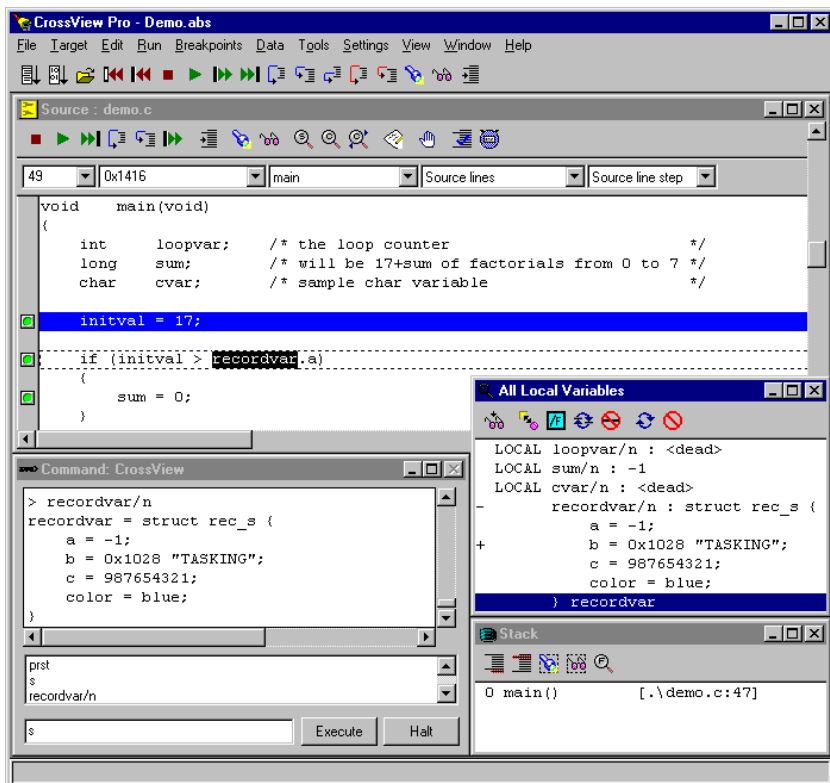 CrossView Pro - Demo.abs
File Target Edit Run Breakpoints Data Tools Settings View Window Help
Source : demo.c
49 0x1416 main Source lines Source line step
void main(void)
{
int loopvar; /* the loop counter */
long sum; /* will be 17+sum of factorials from 0 to 7 */
char cvar; /* sample char variable */
initval = 17;
if (initval > recordvar.a)
{
sum = 0;
}
Command: CrossView
> recordvar/n
recordvar = struct rec_s {
a = -1;
b = 0x1028 "TASKING";
c = 987654321;
color = blue;
}
prst
s
recordvar/n
s Execute Halt
All Local Variables
LOCAL loopvar/n : <dead>
LOCAL sum/n : -1
LOCAL cvar/n : <dead>
- recordvar/n : struct rec_s {
a = -1;
+ b = 0x1028 "TASKING";
c = 987654321;
color = blue;
} recordvar
Stack
0 main() [.\demo.c:47]